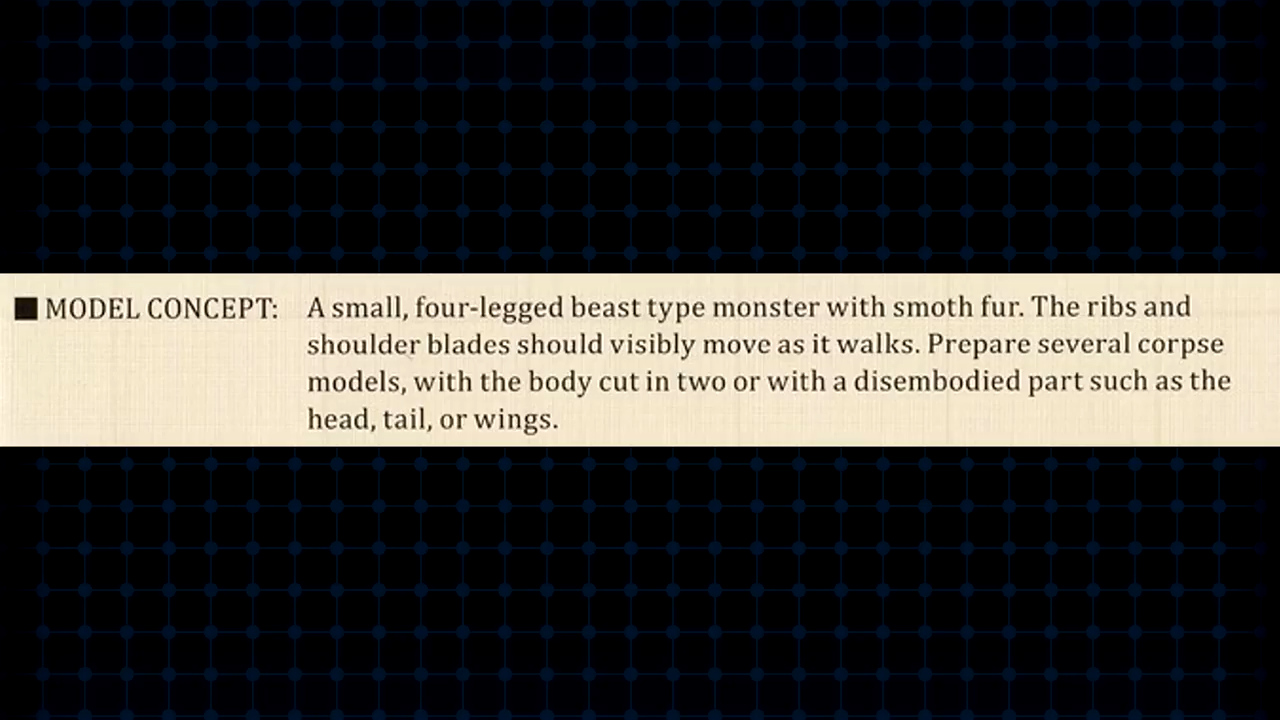 ■ MODEL CONCEPT: A small, four-legged beast type monster with smoth fur. The ribs and
shoulder blades should visibly move as it walks. Prepare several corpse
models, with the body cut in two or with a disembodied part such as the
head, tail, or wings.